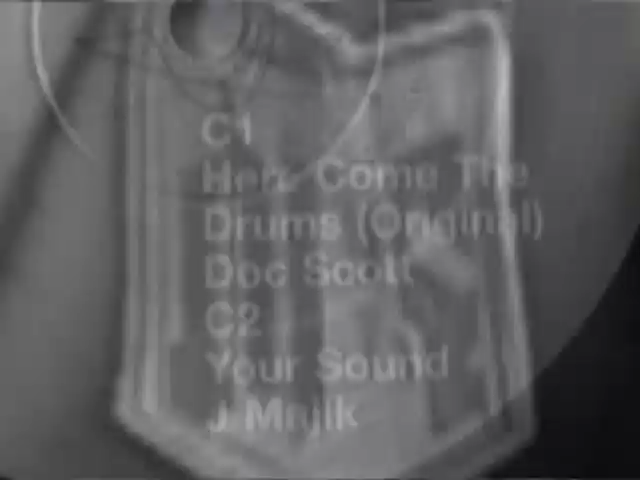 C1
Here Come The
Drums (Original)
Doc Scott
C2
Your Sound
J Majik